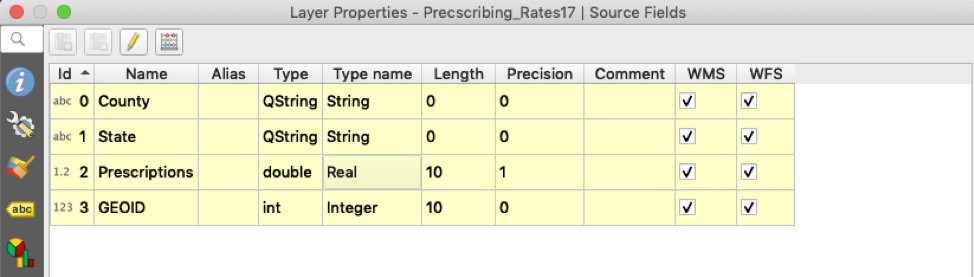 Layer Properties - Precscribing_Rates17 | Source Fields
Id Name Alias Type Type name Length Precision Comment WMS WFS
abc 0 County QString String 0 0
abc 1 State QString String 0 0
1.2 2 Prescriptions double Real 10 1
123 3 GEOID int Integer 10 0
abc